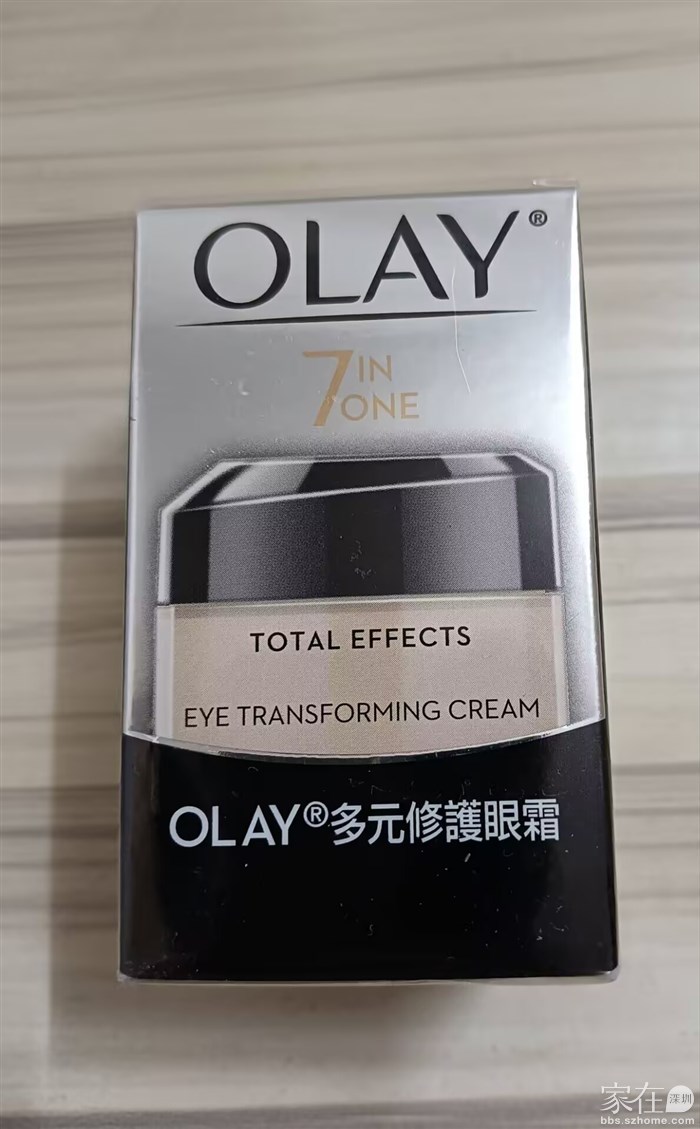 OLAY®
7 IN ONE
TOTAL EFFECTS
EYE TRANSFORMING CREAM
OLAY®多元修護眼霜
家在深圳
bbs.szhome.com